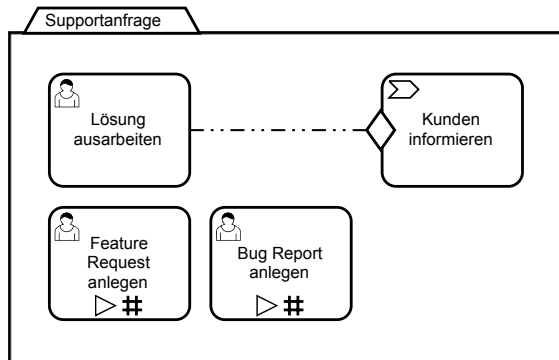 Supportanfrage
Lösung
ausarbeiten
Kunden
informieren
Feature
Request
anlegen
Bug Report
anlegen